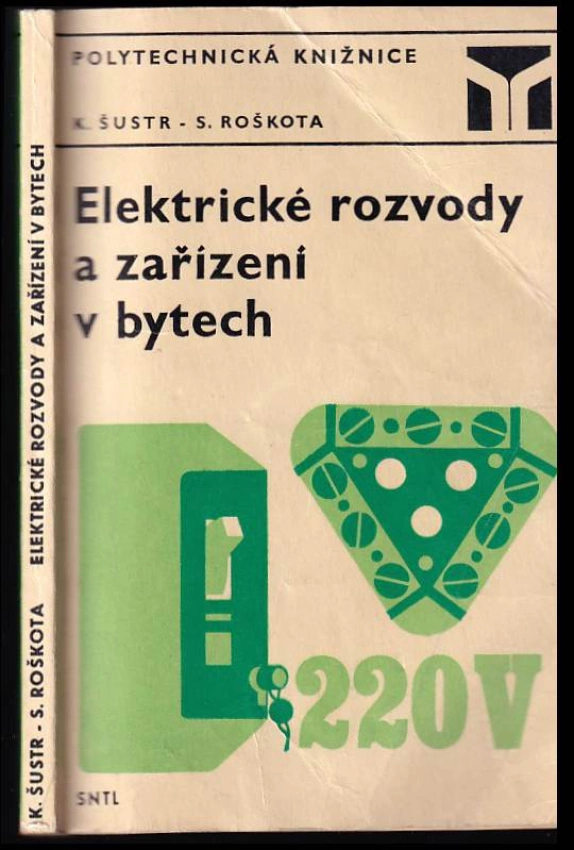 POLYTECHNICKÁ KNIŽNICE
K. ŠUSTR - S. ROŠKOTA
Elektrické rozvody
a zařízení
v bytech
220V
SNTL
K. ŠUSTR - S. ROŠKOTA ELEKTRICKÉ ROZVODY A ZAŘÍZENÍ V BYTECH